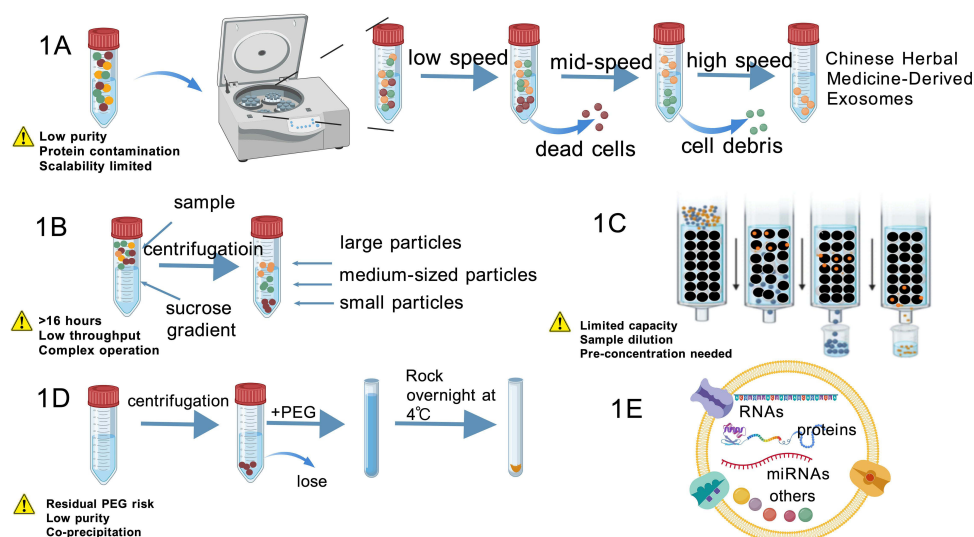 1A
low speed
mid-speed
high speed
Chinese Herbal
Medicine-Derived
Exosomes
dead cells
cell debris
Low purity
Protein contamination
Scalability limited
1B
sample
centrifugatioin
sucrose
gradient
large particles
medium-sized particles
small particles
>16 hours
Low throughput
Complex operation
1C
Limited capacity
Sample dilution
Pre-concentration needed
1D
centrifugation
+PEG
lose
Rock
overnight at
4℃
Residual PEG risk
Low purity
Co-precipitation
1E
RNAs
proteins
miRNAs
others